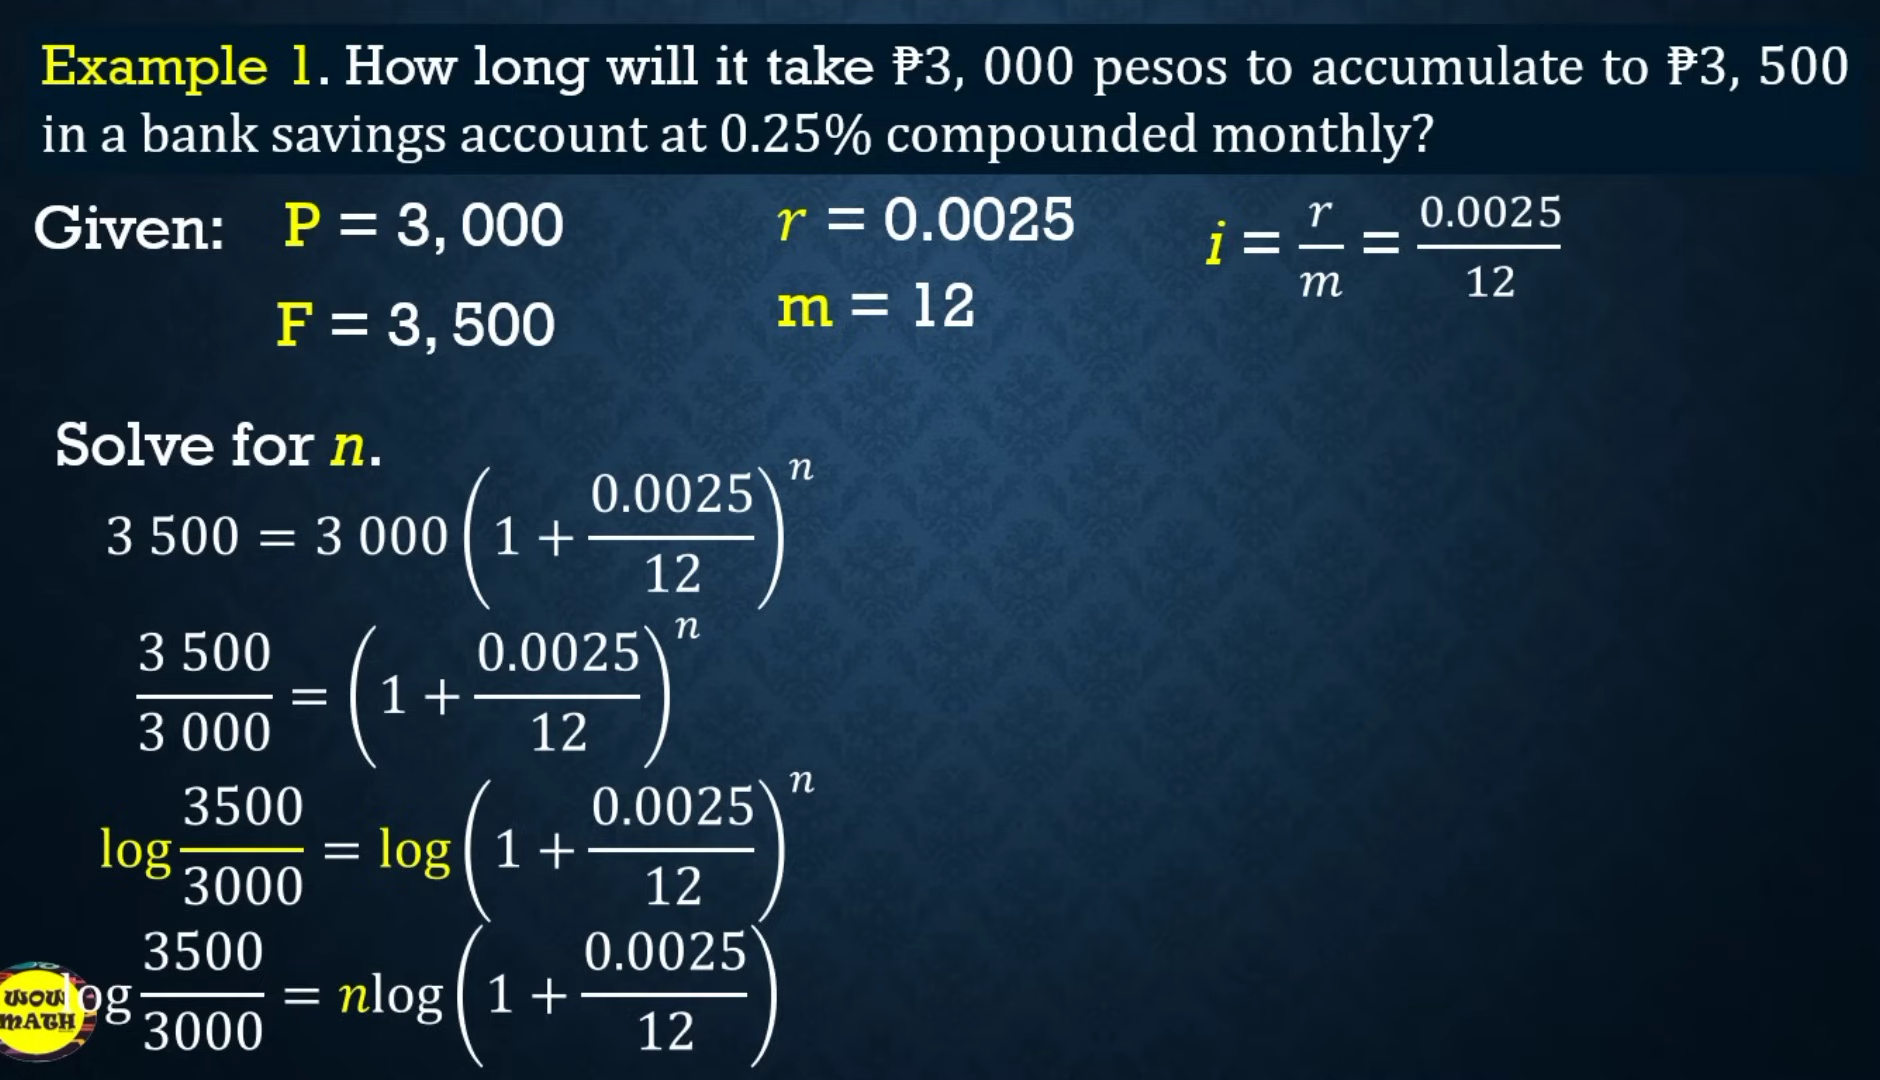 Example 1. How long will it take ₱3, 000 pesos to accumulate to ₱3, 500
in a bank savings account at 0.25% compounded monthly?
Given: P = 3, 000 r = 0.0025 i = r/m = 0.0025/12
F = 3, 500 m = 12
Solve for n.
3 500 = 3 000 (1 + 0.0025/12)^n
3 500/3 000 = (1 + 0.0025/12)^n
log 3500/3000 = log (1 + 0.0025/12)^n
log 3500/3000 = nlog (1 + 0.0025/12)
WOW
MATH